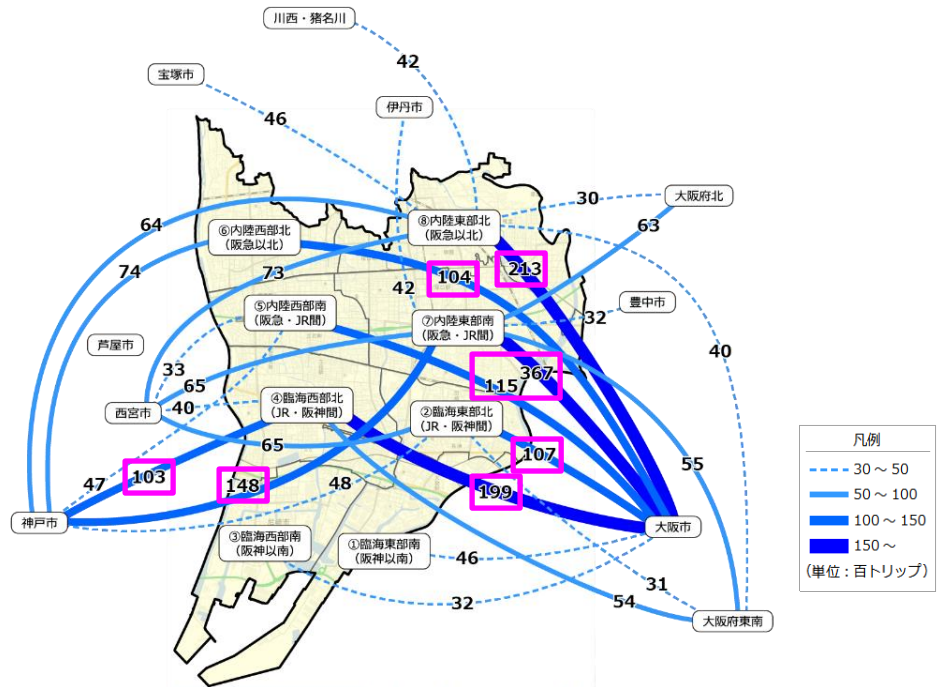 川西・猪名川
42
宝塚市
46
伊丹市
30
大阪府北
63
64
⑥内陸西部北
(阪急以北)
⑧内陸東部北
(阪急以北)
74
73
104
213
42
⑤内陸西部南
(阪急・JR間)
⑦内陸東部南
(阪急・JR間)
豊中市
32
芦屋市
33
65
367
115
40
40
④臨海西部北
(JR・阪神間)
②臨海東部北
(JR・阪神間)
西宮市
65
107
55
47
103
148
48
199
神戸市
大阪市
③臨海西部南
(阪神以南)
①臨海東部南
(阪神以南)
46
31
32
54
大阪府東南
凡例
30～50
50～100
100～150
150～
(単位：百トリップ)